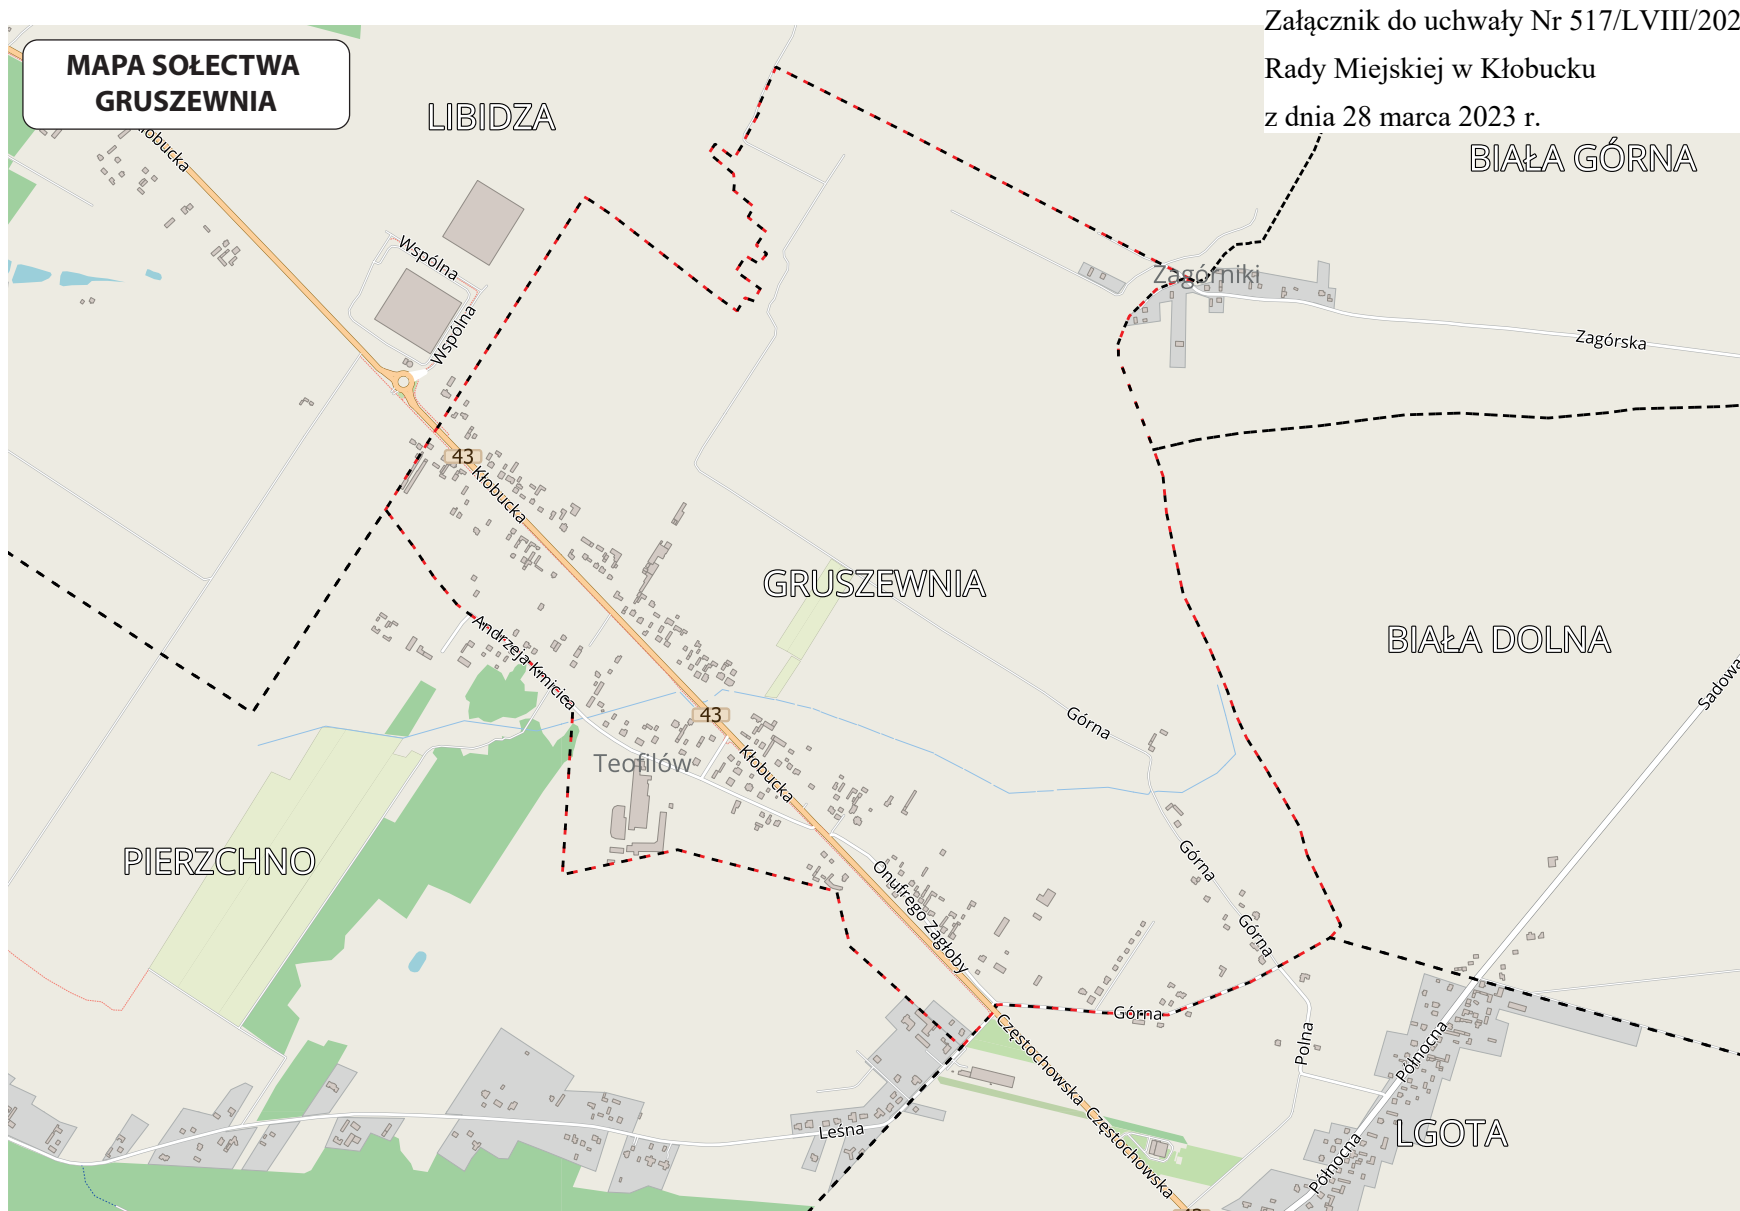 Załącznik do uchwały Nr 517/LVIII/202
Rady Miejskiej w Kłobucku
z dnia 28 marca 2023 r.
MAPA SOŁECTWA
GRUSZEWNIA
LIBIDZA
BIAŁA GÓRNA
Kłobucka
Wspólna
Wspólna
Zagórniki
Zagórska
43
Kłobucka
GRUSZEWNIA
BIAŁA DOLNA
Andrzeja Kmicica
Sadowa
43
Górna
Teofilów
Kłobucka
PIERZCHNO
Górna
Onufrego Zagłoby
Górna
Górna
Częstochowska
Polna
Północna
Częstochowska
Leśna
LGOTA
Północna